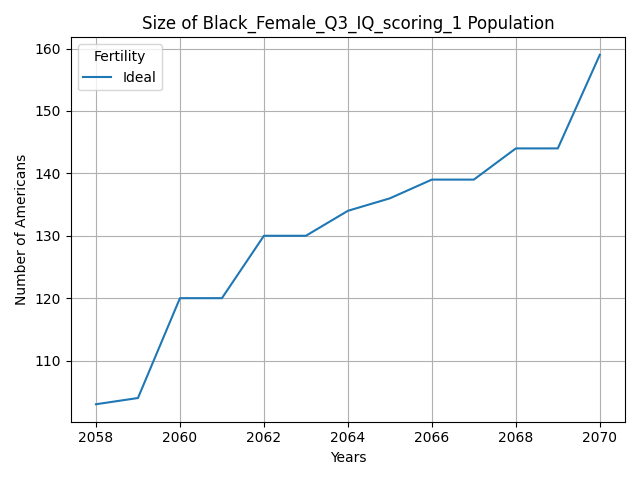 Size of Black_Female_Q3_IQ_scoring_1 Population
Fertility
Ideal
Number of Americans
160
150
140
130
120
110
2058 2060 2062 2064 2066 2068 2070
Years